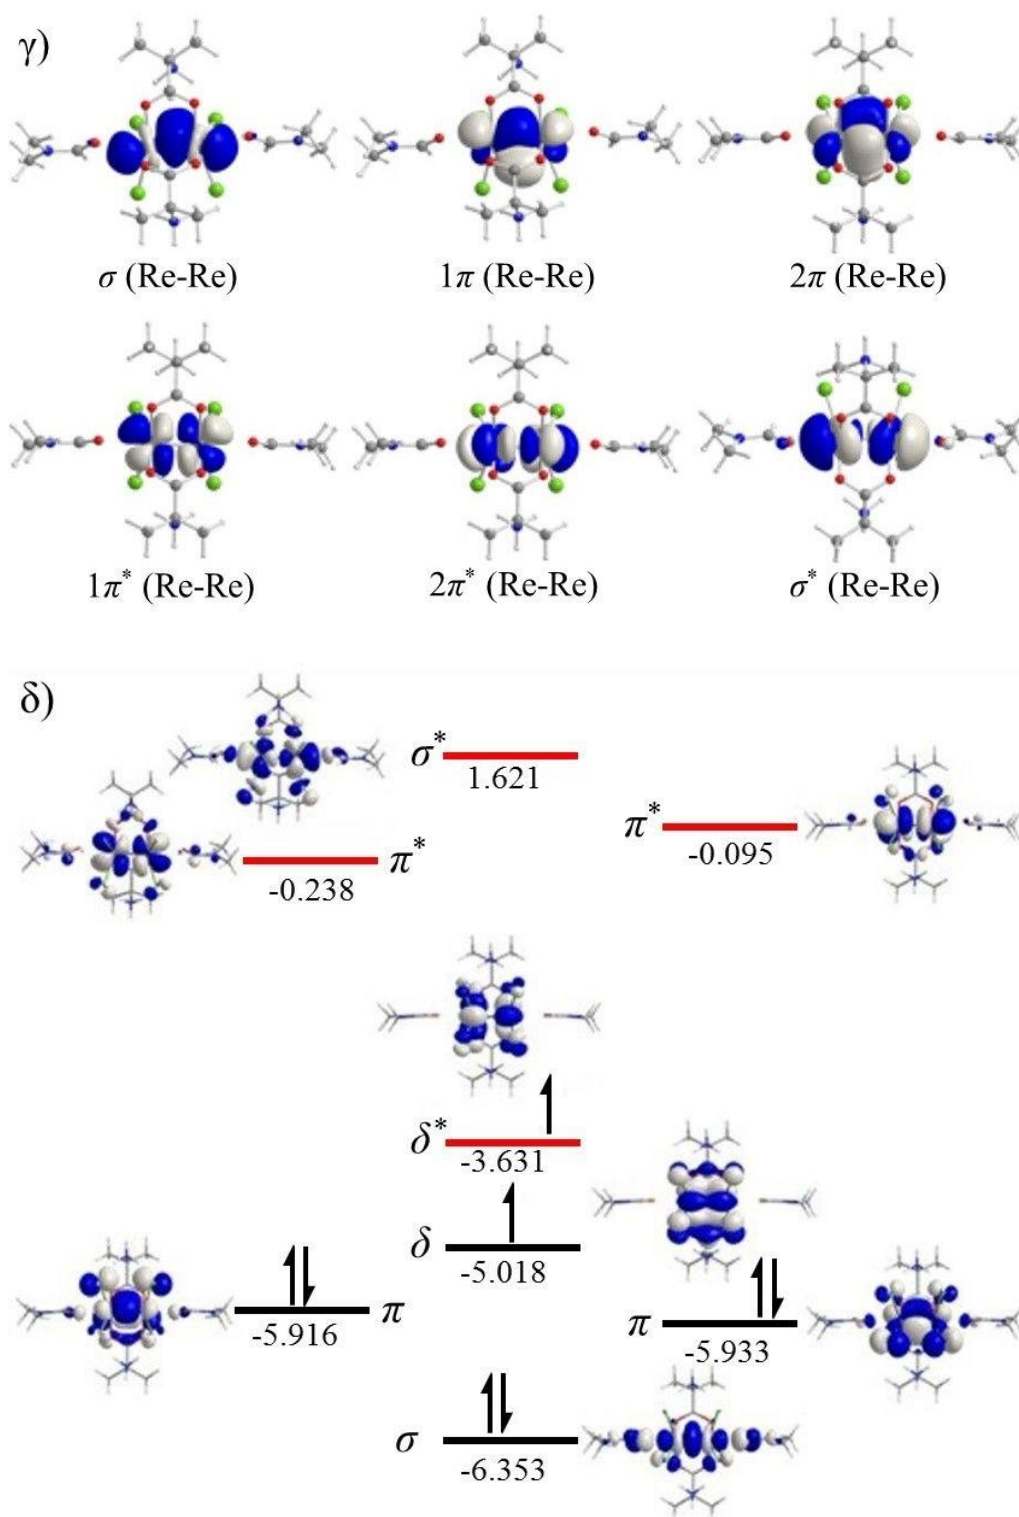 γ)
σ (Re-Re) 1π (Re-Re) 2π (Re-Re)
1π* (Re-Re) 2π* (Re-Re) σ* (Re-Re)
δ)
σ*
1.621
π*
-0.095
-0.238
π*
δ*
-3.631
δ
-5.018
-5.916
π
π
-5.933
σ
-6.353